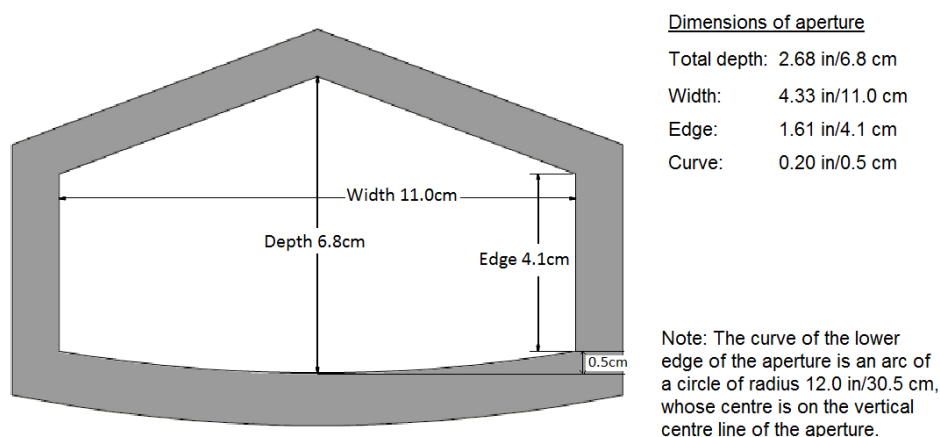 Dimensions of aperture
Total depth: 2.68 in/6.8 cm
Width: 4.33 in/11.0 cm
Edge: 1.61 in/4.1 cm
Curve: 0.20 in/0.5 cm
Width 11.0cm
Depth 6.8cm
Edge 4.1cm
0.5cm
Note: The curve of the lower
edge of the aperture is an arc of
a circle of radius 12.0 in/30.5 cm,
whose centre is on the vertical
centre line of the aperture.